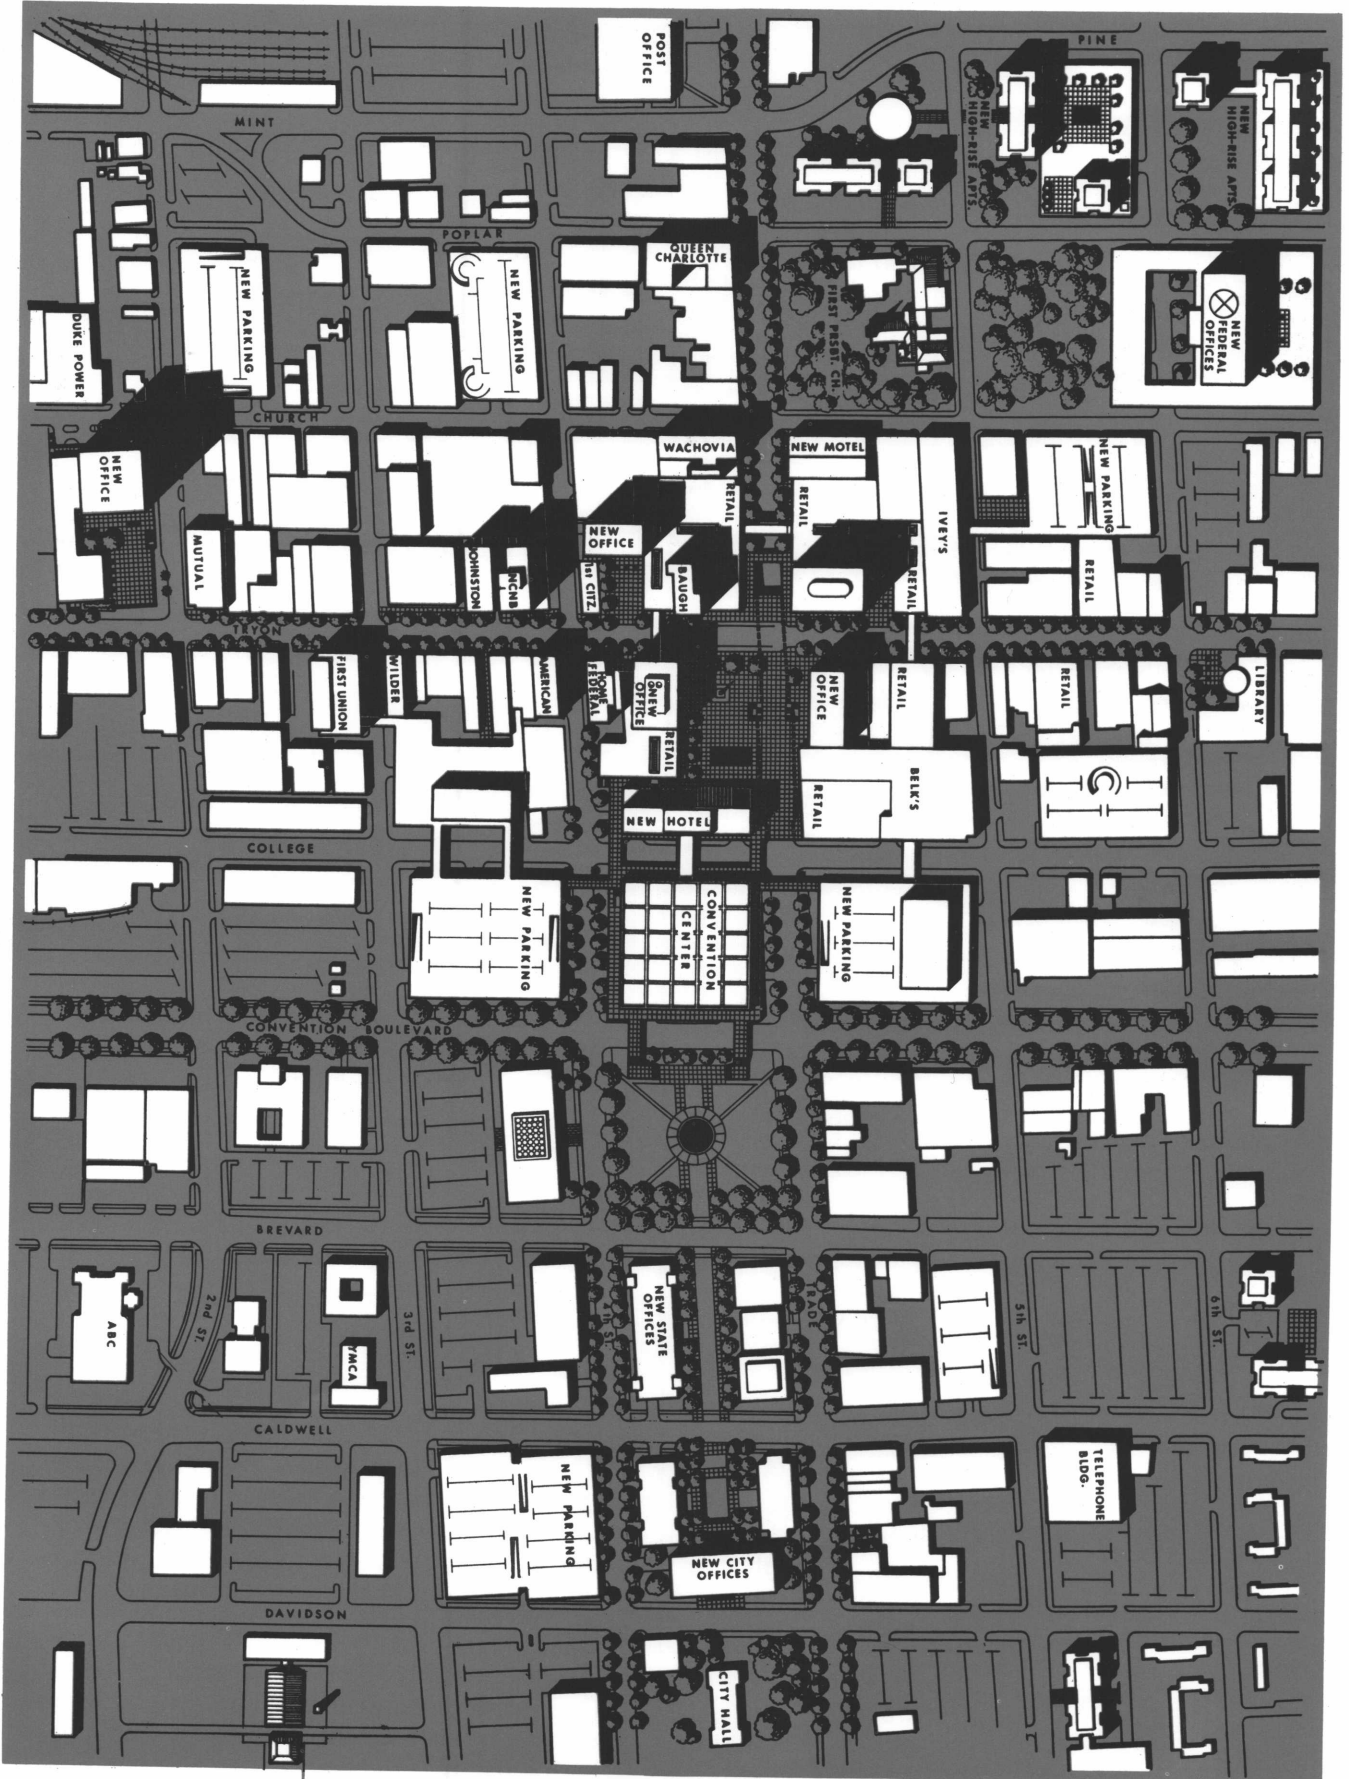 PINE
POST
OFFICE
NEW
HIGH-RISE APTS.
NEW
HIGH-RISE APTS.
MINT
POPLAR
QUEEN
CHARLOTTE
NEW PARKING
NEW PARKING
FIRST PRSBT. CH.
NEW
FEDERAL
OFFICES
DUKE POWER
CHURCH
WACHOVIA
NEW MOTEL
NEW PARKING
NEW
OFFICE
RETAIL
RETAIL
IVEY'S
MUTUAL
JOHNSTON
NCNB
NEW
OFFICE
1st CITZ.
BAUGH
RETAIL
RETAIL
TRYON
FIRST UNION
WILDER
AMERICAN
HOME
FEDERAL
NEW
OFFICE
RETAIL
NEW
OFFICE
RETAIL
RETAIL
LIBRARY
BELK'S
RETAIL
NEW HOTEL
COLLEGE
NEW PARKING
CONVENTION
CENTER
NEW PARKING
CONVENTION BOULEVARD
BREVARD
ABC
2nd ST.
YMCA
3rd ST.
4th ST.
NEW STATE
OFFICES
TRADE
5th ST.
6th ST.
CALDWELL
NEW PARKING
TELEPHONE
BLDG.
NEW CITY
OFFICES
DAVIDSON
CITY HALL